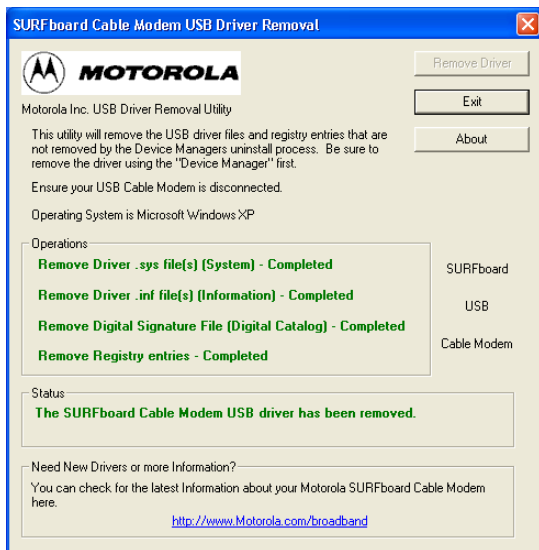 SURFboard Cable Modem USB Driver Removal
MOTOROLA
Remove Driver
Motorola Inc. USB Driver Removal Utility
Exit
This utility will remove the USB driver files and registry entries that are
not removed by the Device Managers uninstall process. Be sure to
remove the driver using the "Device Manager" first.
About
Ensure your USB Cable Modem is disconnected.
Operating System is Microsoft Windows XP
Operations
Remove Driver .sys file(s) (System) - Completed
Remove Driver .inf file(s) (Information) - Completed
Remove Digital Signature File (Digital Catalog) - Completed
Remove Registry entries - Completed
SURFboard
USB
Cable Modem
Status
The SURFboard Cable Modem USB driver has been removed.
Need New Drivers or more Information?
You can check for the latest Information about your Motorola SURFboard Cable Modem
here.
http://www.Motorola.com/broadband